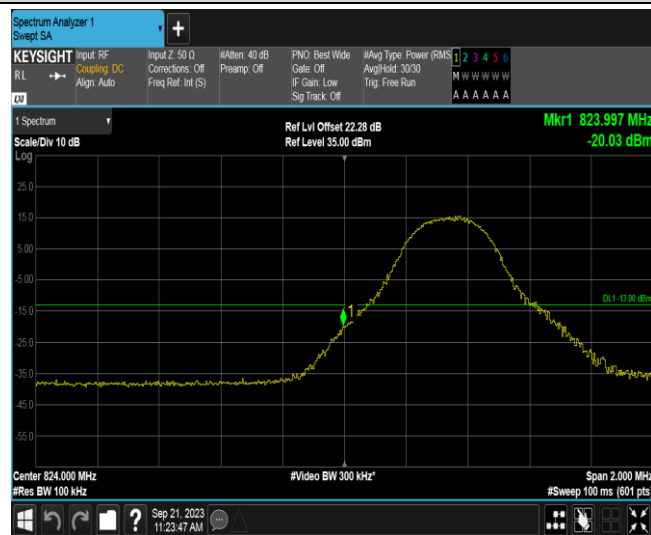 Spectrum Analyzer 1
Swept SA
+
KEYSIGHT Input: RF
RL
Coupling: DC
Align: Auto
Input Z: 50 Ω
Corrections: Off
Freq Ref: Int (S)
#Atten: 40 dB
Preamp: Off
PNO: Best Wide
Gate: Off
IF Gain: Low
Sig Track: Off
#Avg Type: Power (RMS
Avg|Hold: 30/30
Trig: Free Run
1 2 3 4 5 6
M W W W W W
A A A A A A
LXI
1 Spectrum
Scale/Div 10 dB
Ref Lvl Offset 22.28 dB
Ref Level 35.00 dBm
Mkr1 823.997 MHz
-20.03 dBm
Log
25.0
15.0
5.00
-5.00
-15.0
-25.0
-35.0
-45.0
-55.0
1
DL1 -13.00 dBm
Center 824.000 MHz
#Res BW 100 kHz
#Video BW 300 kHz*
Span 2.000 MHz
#Sweep 100 ms (601 pts)
?
Sep 21, 2023
11:23:47 AM